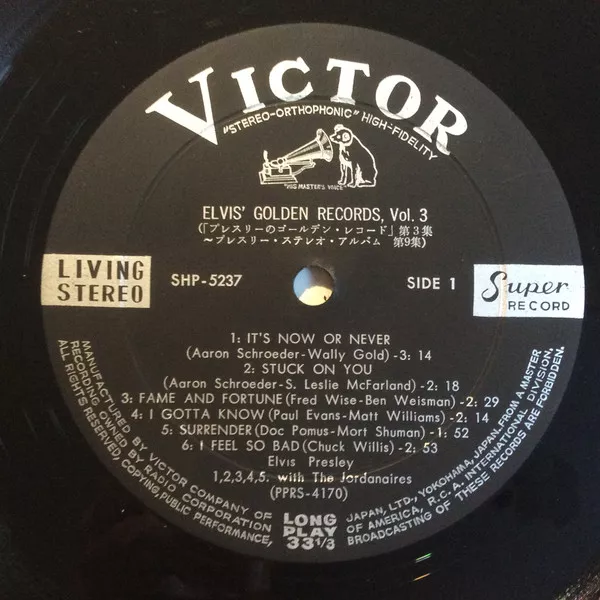 VICTOR
"STEREO-ORTHOPHONIC" HIGH-FIDELITY
"HIS MASTER'S VOICE"
ELVIS' GOLDEN RECORDS, Vol. 3
(「プレスリーのゴールデン・レコード」第3集
〜プレスリー・ステレオ・アルバム 第9集)
LIVING
STEREO
SHP-5237
SIDE 1
Super
RECORD
1: IT'S NOW OR NEVER
(Aaron Schroeder-Wally Gold)-3: 14
2: STUCK ON YOU
(Aaron Schroeder-S. Leslie McFarland)-2: 18
3: FAME AND FORTUNE (Fred Wise-Ben Weisman)-2: 29
4: I GOTTA KNOW (Paul Evans-Matt Williams)-2: 14
5: SURRENDER (Doc Pomus-Mort Shuman)-1: 52
6: I FEEL SO BAD (Chuck Willis)-2: 53
Elvis Presley
1,2,3,4,5. with The Jordanaires
(PPRS-4170)
LONG
PLAY
33 1/3
MANUFACTURED BY VICTOR COMPANY OF JAPAN, LTD., YOKOHAMA, JAPAN. FROM A MASTER
RECORDING OWNED BY RADIO CORPORATION OF AMERICA, R.C.A. INTERNATIONAL DIVISION.
ALL RIGHTS RESERVED. COPYING, PUBLIC PERFORMANCE, BROADCASTING OF THESE RECORDS ARE FORBIDDEN.